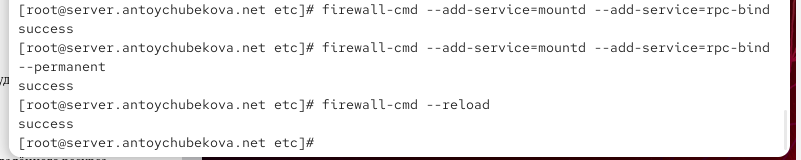 [root@server.antoychubekova.net etc]# firewall-cmd --add-service=mountd --add-service=rpc-bind
success
[root@server.antoychubekova.net etc]# firewall-cmd --add-service=mountd --add-service=rpc-bind
--permanent
success
[root@server.antoychubekova.net etc]# firewall-cmd --reload
success
[root@server.antoychubekova.net etc]#